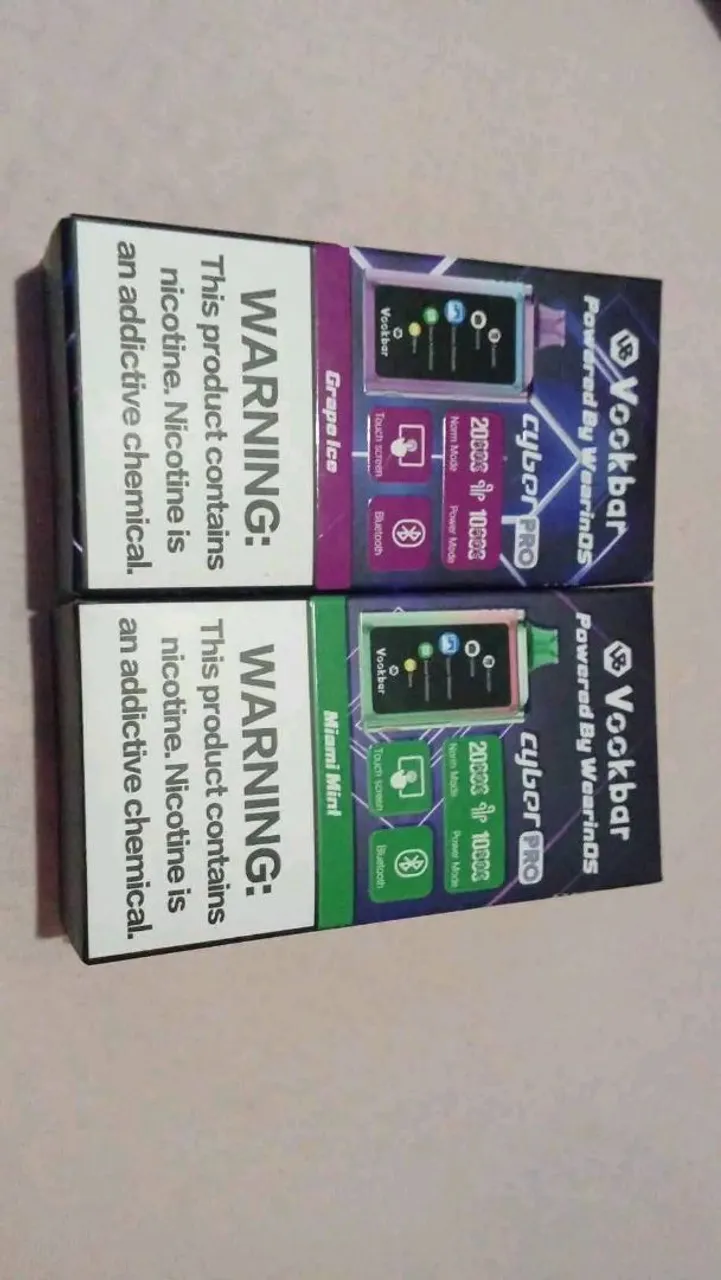 Vookbar
Powered By WearinOS
Cyber PRO
20000 10000
Norm Mode Power Mode
Touch screen Bluetooth
Vookbar
Grape Ice
WARNING:
This product contains
nicotine. Nicotine is
an addictive chemical.
Vookbar
Powered By WearinOS
Cyber PRO
20000 10000
Norm Mode Power Mode
Touch screen Bluetooth
Vookbar
Miami Mint
WARNING:
This product contains
nicotine. Nicotine is
an addictive chemical.